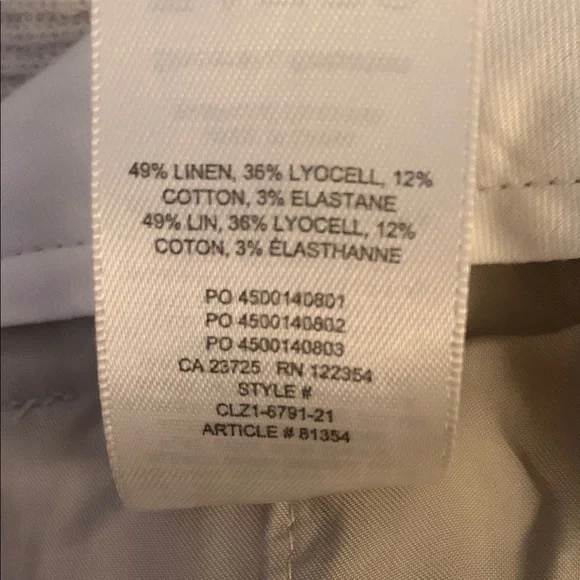 49% LINEN, 36% LYOCELL, 12%
COTTON, 3% ELASTANE
49% LIN, 36% LYOCELL, 12%
COTON, 3% ÉLASTHANNE
PO 4500140801
PO 4500140802
PO 4500140803
CA 23725 RN 122354
STYLE #
CLZ1-6791-21
ARTICLE # 81354